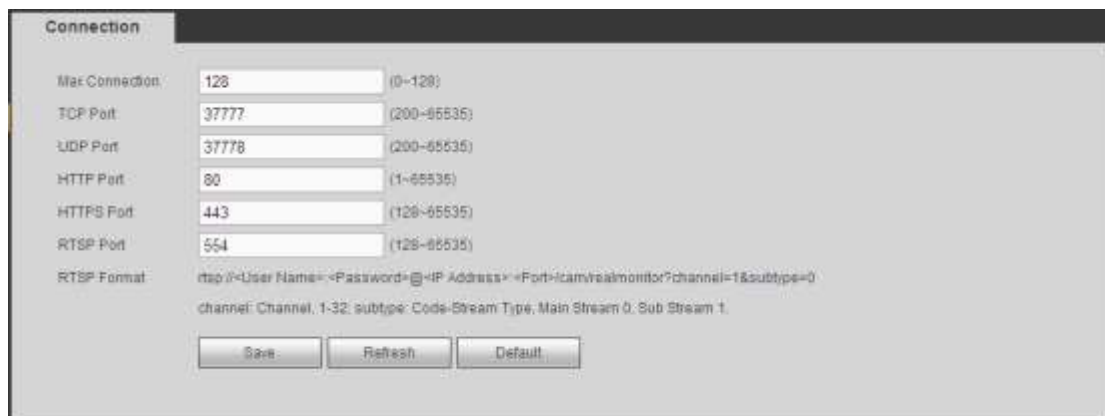 Connection
Max Connection 128 (0~128)
TCP Port 37777 (200~65535)
UDP Port 37778 (200~65535)
HTTP Port 80 (1~65535)
HTTPS Port 443 (128~65535)
RTSP Port 554 (128~65535)
RTSP Format rtsp://<User Name>:<Password>@<IP Address>:<Port>/cam/realmonitor?channel=1&subtype=0
channel: Channel, 1-32; subtype: Code-Stream Type, Main Stream 0, Sub Stream 1.
Save Refresh Default